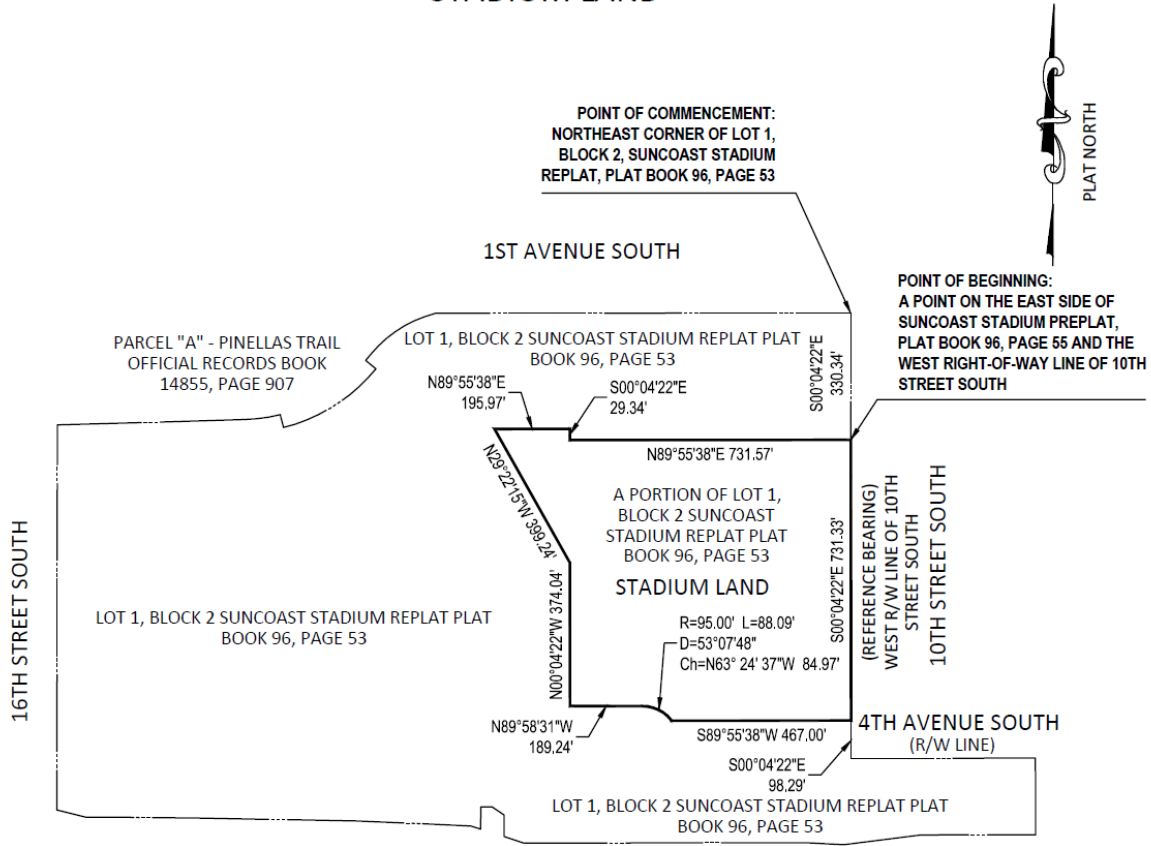 POINT OF COMMENCEMENT:
NORTHEAST CORNER OF LOT 1,
BLOCK 2, SUNCOAST STADIUM
REPLAT, PLAT BOOK 96, PAGE 53
PLAT NORTH
1ST AVENUE SOUTH
POINT OF BEGINNING:
A POINT ON THE EAST SIDE OF
SUNCOAST STADIUM PREPLAT,
PLAT BOOK 96, PAGE 55 AND THE
WEST RIGHT-OF-WAY LINE OF 10TH
STREET SOUTH
PARCEL "A" - PINELLAS TRAIL
OFFICIAL RECORDS BOOK
14855, PAGE 907
LOT 1, BLOCK 2 SUNCOAST STADIUM REPLAT PLAT
BOOK 96, PAGE 53
S00°04'22"E
330.34'
N89°55'38"E
195.97'
S00°04'22"E
29.34'
N89°55'38"E 731.57'
N29°22'15"W 399.24'
A PORTION OF LOT 1,
BLOCK 2 SUNCOAST
STADIUM REPLAT PLAT
BOOK 96, PAGE 53
STADIUM LAND
S00°04'22"E 731.33'
(REFERENCE BEARING)
WEST R/W LINE OF 10TH
STREET SOUTH
10TH STREET SOUTH
16TH STREET SOUTH
LOT 1, BLOCK 2 SUNCOAST STADIUM REPLAT PLAT
BOOK 96, PAGE 53
N00°04'22"W 374.04'
R=95.00' L=88.09'
D=53°07'48"
Ch=N63° 24' 37"W 84.97'
N89°58'31"W
189.24'
S89°55'38"W 467.00'
4TH AVENUE SOUTH
(R/W LINE)
S00°04'22"E
98.29'
LOT 1, BLOCK 2 SUNCOAST STADIUM REPLAT PLAT
BOOK 96, PAGE 53